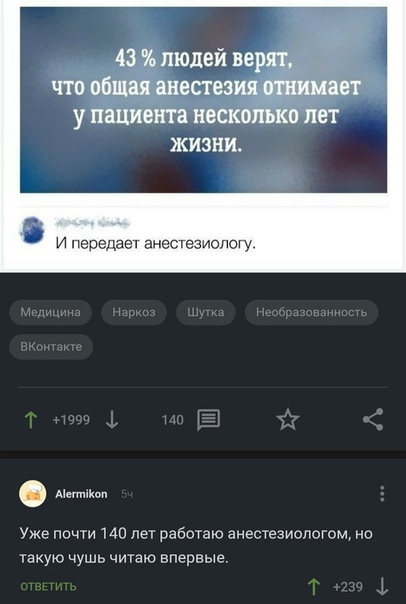 43 % людей верят,
что общая анестезия отнимает
у пациента несколько лет
жизни.
И передает анестезиологу.
Медицина
Наркоз
Шутка
Необразованность
ВКонтакте
+1999
140
Alermikon 5ч
Уже почти 140 лет работаю анестезиологом, но
такую чушь читаю впервые.
ОТВЕТИТЬ
+239